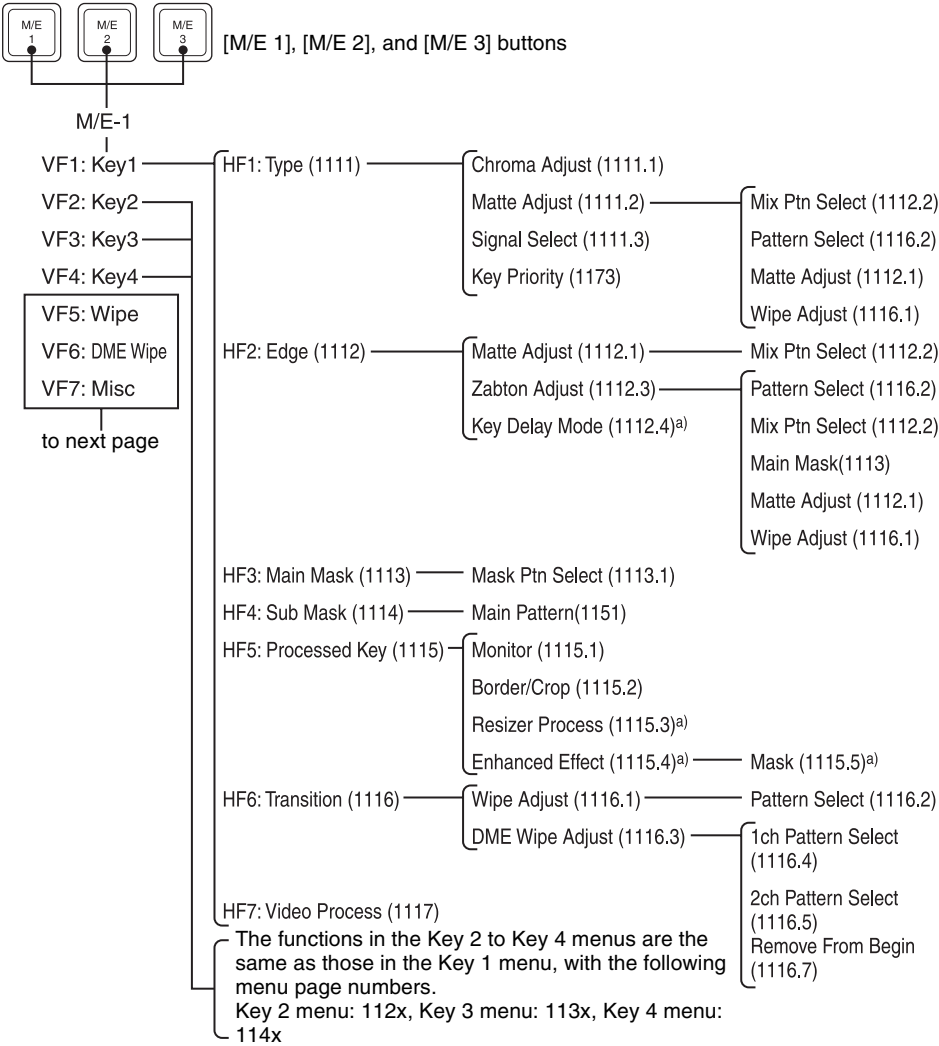 M/E
1
M/E
2
M/E
3
[M/E 1], [M/E 2], and [M/E 3] buttons
M/E-1
VF1: Key1
VF2: Key2
VF3: Key3
VF4: Key4
VF5: Wipe
VF6: DME Wipe
VF7: Misc
to next page
HF1: Type (1111)
Chroma Adjust (1111.1)
Matte Adjust (1111.2)
Signal Select (1111.3)
Key Priority (1173)
Mix Ptn Select (1112.2)
Pattern Select (1116.2)
Matte Adjust (1112.1)
Wipe Adjust (1116.1)
HF2: Edge (1112)
Matte Adjust (1112.1)
Mix Ptn Select (1112.2)
Zabton Adjust (1112.3)
Key Delay Mode (1112.4)a)
Pattern Select (1116.2)
Mix Ptn Select (1112.2)
Main Mask(1113)
Matte Adjust (1112.1)
Wipe Adjust (1116.1)
HF3: Main Mask (1113)
Mask Ptn Select (1113.1)
HF4: Sub Mask (1114)
Main Pattern(1151)
HF5: Processed Key (1115)
Monitor (1115.1)
Border/Crop (1115.2)
Resizer Process (1115.3)a)
Enhanced Effect (1115.4)a)
Mask (1115.5)a)
HF6: Transition (1116)
Wipe Adjust (1116.1)
Pattern Select (1116.2)
DME Wipe Adjust (1116.3)
1ch Pattern Select
(1116.4)
2ch Pattern Select
(1116.5)
Remove From Begin
(1116.7)
HF7: Video Process (1117)
The functions in the Key 2 to Key 4 menus are the
same as those in the Key 1 menu, with the following
menu page numbers.
Key 2 menu: 112x, Key 3 menu: 113x, Key 4 menu:
114x